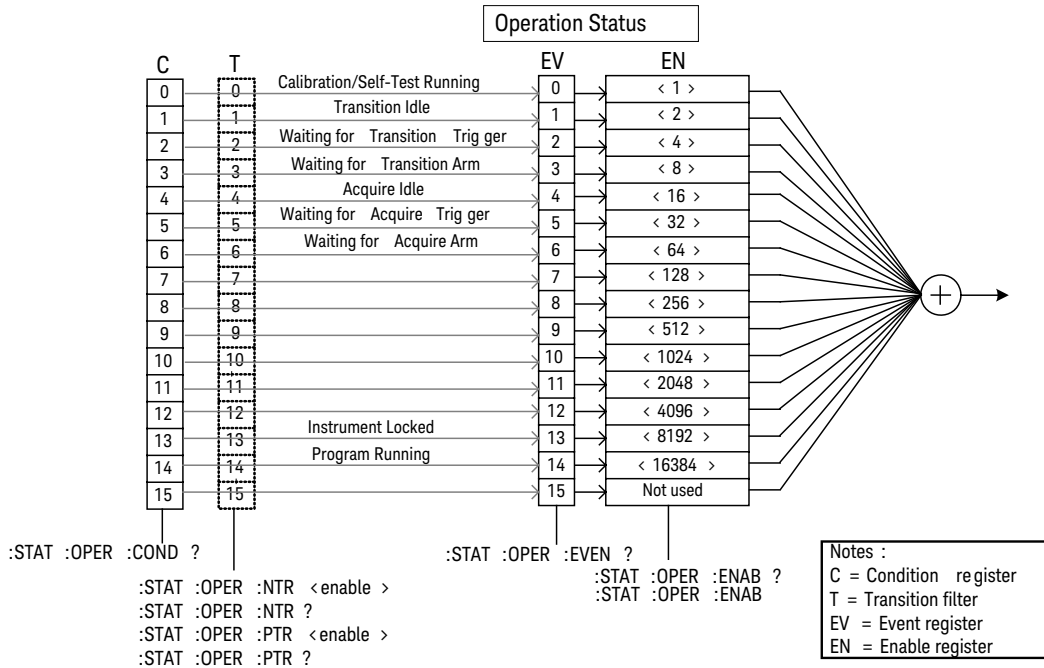 Operation Status
C T EV EN
0 0 Calibration/Self-Test Running 0 < 1 >
1 1 Transition Idle 1 < 2 >
2 2 Waiting for Transition Trig ger 2 < 4 >
3 3 Waiting for Transition Arm 3 < 8 >
4 4 Acquire Idle 4 < 16 >
5 5 Waiting for Acquire Trig ger 5 < 32 >
6 6 Waiting for Acquire Arm 6 < 64 >
7 7 7 < 128 >
8 8 8 < 256 >
9 9 9 < 512 >
10 10 10 < 1024 >
11 11 11 < 2048 >
12 12 12 < 4096 >
13 13 Instrument Locked 13 < 8192 >
14 14 Program Running 14 < 16384 >
15 15 15 Not used
:STAT :OPER :COND ?
:STAT :OPER :NTR < enable >
:STAT :OPER :NTR ?
:STAT :OPER :PTR < enable >
:STAT :OPER :PTR ?
:STAT :OPER :EVEN ?
:STAT :OPER :ENAB ?
:STAT :OPER :ENAB
Notes :
C = Condition re gister
T = Transition filter
EV = Event register
EN = Enable register